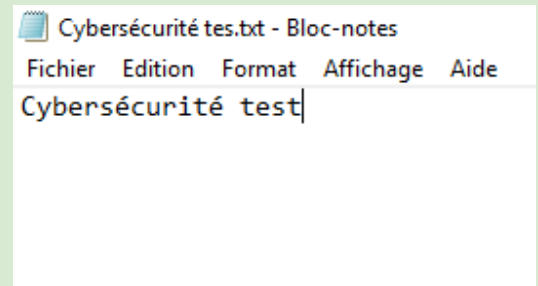 Cybersécurité tes.txt - Bloc-notes
Fichier Edition Format Affichage Aide
Cybersécurité test